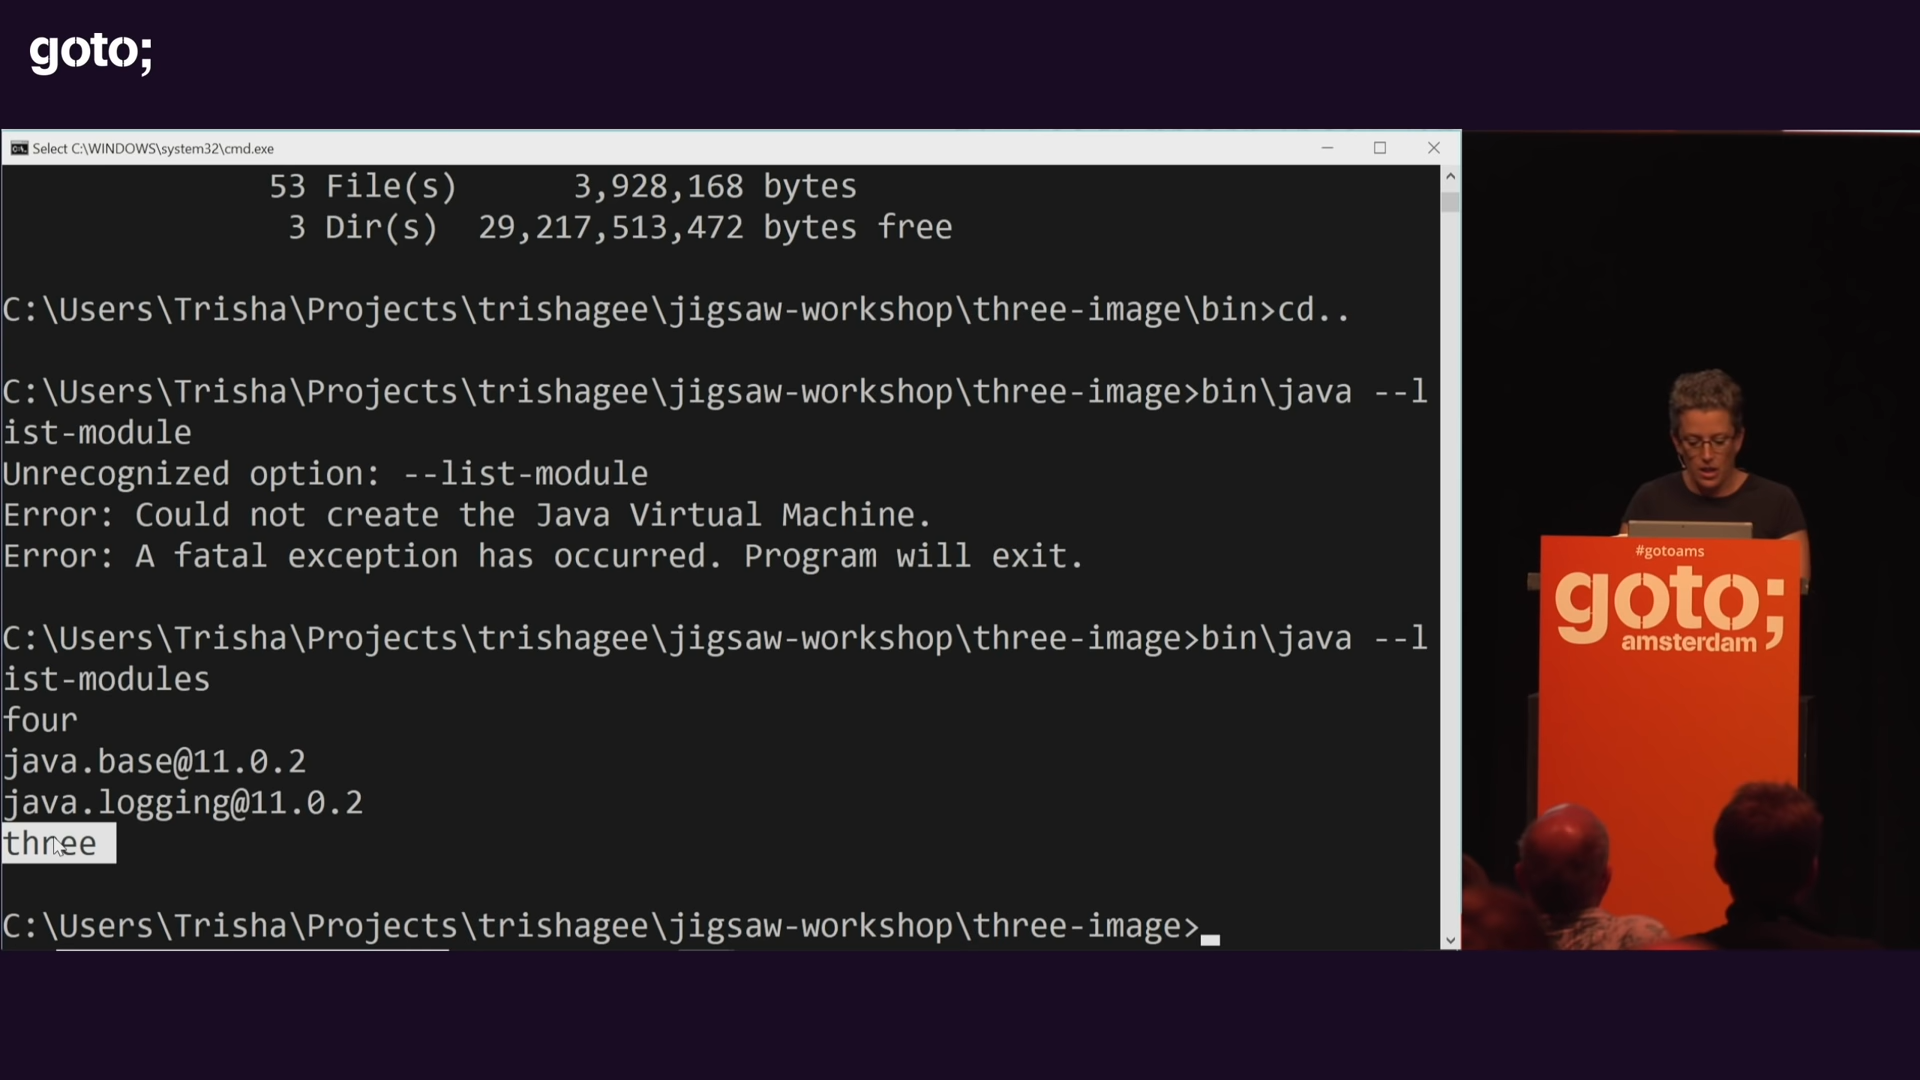 goto;
Select C:\WINDOWS\system32\cmd.exe
53 File(s)      3,928,168 bytes
3 Dir(s)  29,217,513,472 bytes free
C:\Users\Trisha\Projects\trishagee\jigsaw-workshop\three-image\bin>cd..
C:\Users\Trisha\Projects\trishagee\jigsaw-workshop\three-image>bin\java --l
ist-module
Unrecognized option: --list-module
Error: Could not create the Java Virtual Machine.
Error: A fatal exception has occurred. Program will exit.
C:\Users\Trisha\Projects\trishagee\jigsaw-workshop\three-image>bin\java --l
ist-modules
four
java.base@11.0.2
java.logging@11.0.2
three
C:\Users\Trisha\Projects\trishagee\jigsaw-workshop\three-image>
#gotoams
goto;
amsterdam